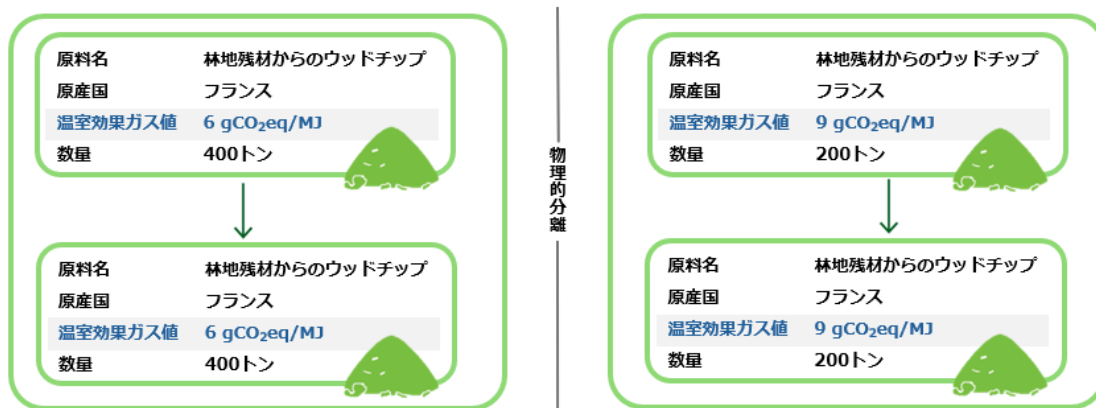 原料名 林地残材からのウッドチップ
原産国 フランス
温室効果ガス値 6 gCO₂eq/MJ
数量 400トン
原料名 林地残材からのウッドチップ
原産国 フランス
温室効果ガス値 6 gCO₂eq/MJ
数量 400トン
物理的分離
原料名 林地残材からのウッドチップ
原産国 フランス
温室効果ガス値 9 gCO₂eq/MJ
数量 200トン
原料名 林地残材からのウッドチップ
原産国 フランス
温室効果ガス値 9 gCO₂eq/MJ
数量 200トン